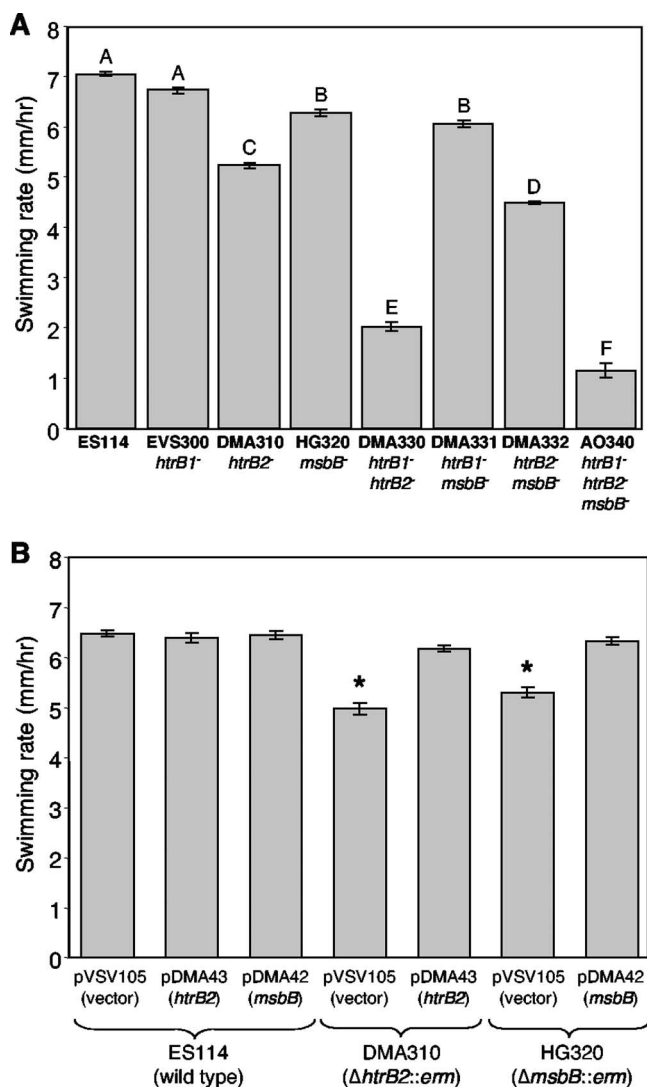 A
Swimming rate (mm/hr)
8
7
6
5
4
3
2
1
0
A A C B E B D F
ES114 EVS300 DMA310 HG320 DMA330 DMA331 DMA332 AO340
htrB1- htrB2- msbB- htrB1- htrB1- htrB2- htrB1-
htrB2- msbB- msbB- htrB2-
msbB-
B
Swimming rate (mm/hr)
8
7
6
5
4
3
2
1
0
* *
pVSV105 pDMA43 pDMA42 pVSV105 pDMA43 pVSV105 pDMA42
(vector) (htrB2) (msbB) (vector) (htrB2) (vector) (msbB)
ES114 DMA310 HG320
(wild type) (ΔhtrB2::erm) (ΔmsbB::erm)